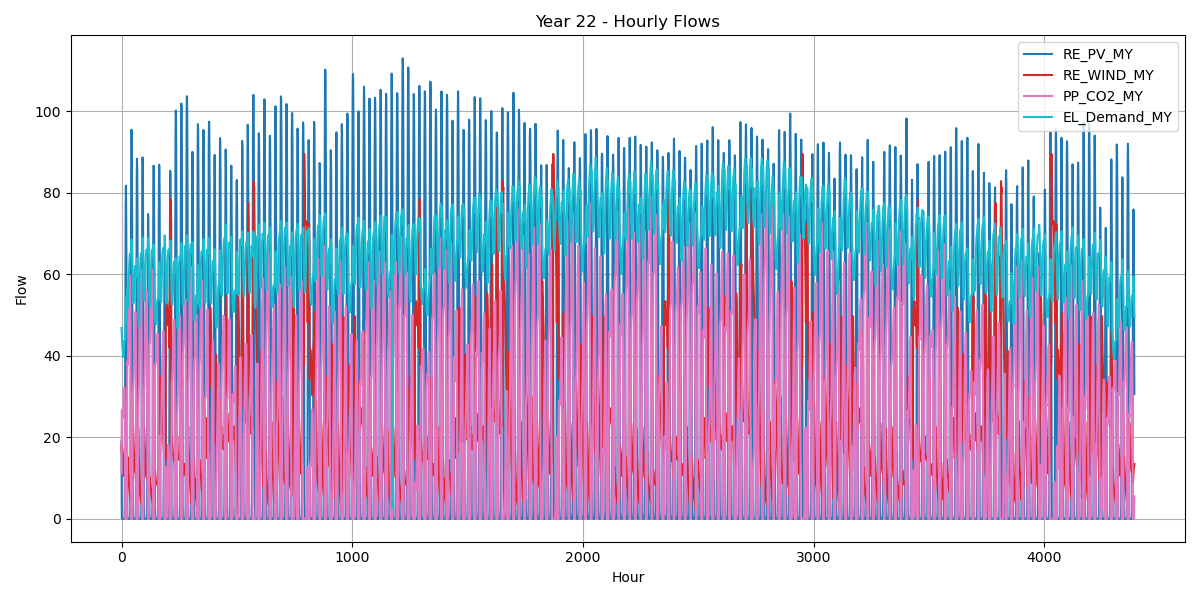 Year 22 - Hourly Flows
RE_PV_MY
RE_WIND_MY
PP_CO2_MY
EL_Demand_MY
Flow
100
80
60
40
20
0
0 1000 2000 3000 4000
Hour